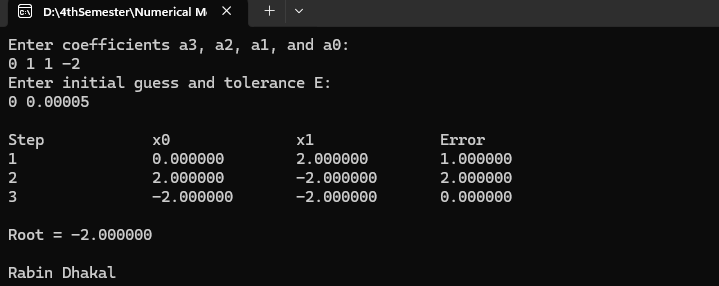 D:\4thSemester\Numerical M
Enter coefficients a3, a2, a1, and a0:
0 1 1 -2
Enter initial guess and tolerance E:
0 0.00005
Step x0 x1 Error
1 0.000000 2.000000 1.000000
2 2.000000 -2.000000 2.000000
3 -2.000000 -2.000000 0.000000
Root = -2.000000
Rabin Dhakal